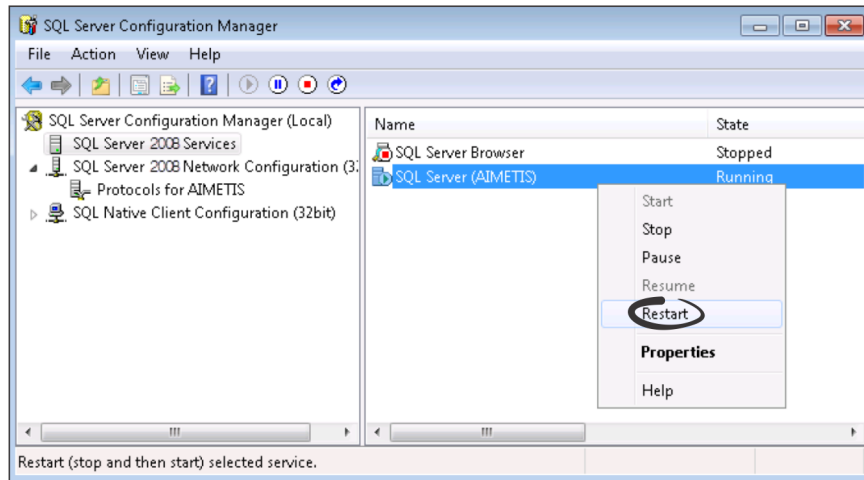 SQL Server Configuration Manager
File Action View Help
SQL Server Configuration Manager (Local)
SQL Server 2008 Services
SQL Server 2008 Network Configuration (3
Protocols for AIMETIS
SQL Native Client Configuration (32bit)
Name State
SQL Server Browser Stopped
SQL Server (AIMETIS) Running
Start
Stop
Pause
Resume
Restart
Properties
Help
Restart (stop and then start) selected service.